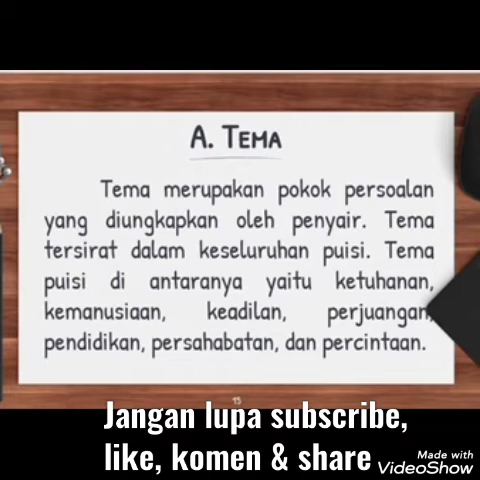 A. TEMA
Tema merupakan pokok persoalan
yang diungkapkan oleh penyair. Tema
tersirat dalam keseluruhan puisi. Tema
puisi di antaranya yaitu ketuhanan,
kemanusiaan, keadilan, perjuangan,
pendidikan, persahabatan, dan percintaan.
15
Jangan lupa subscribe,
like, komen & share
Made with
VideoShow